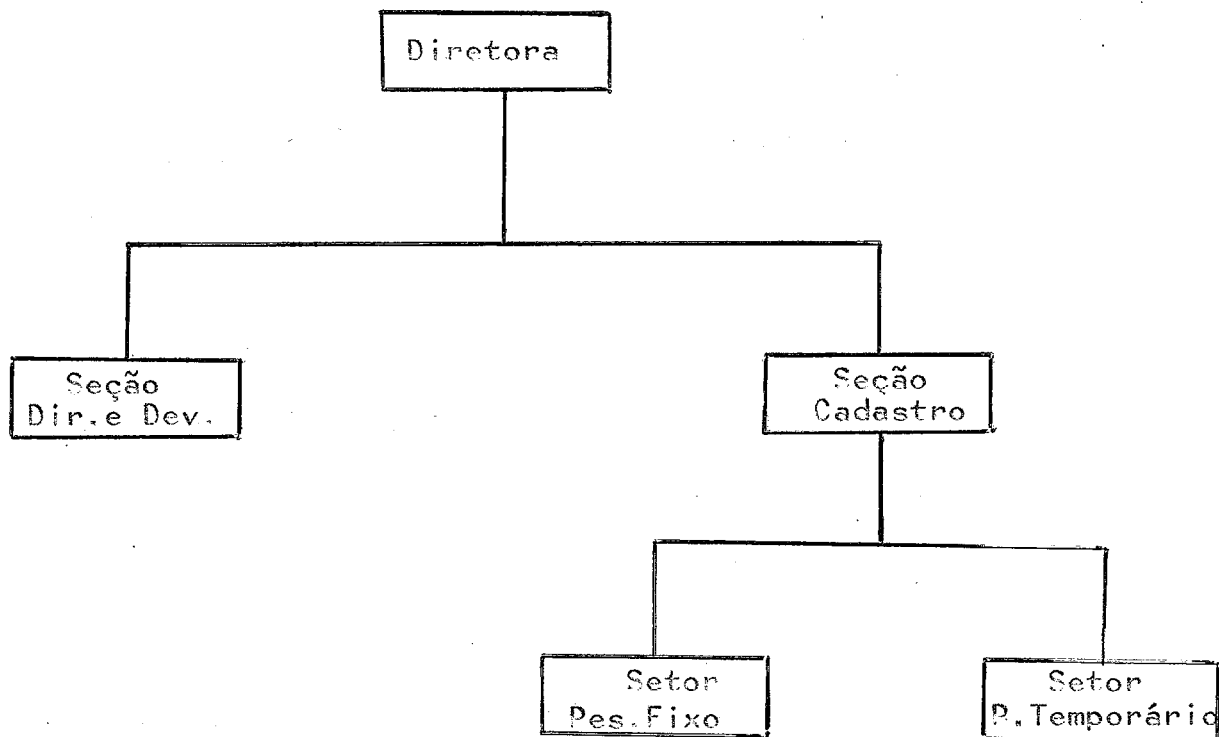 Diretora
Seção
Dir.e Dev.
Seção
Cadastro
Setor
Pes.Fixo
Setor
P.Temporário